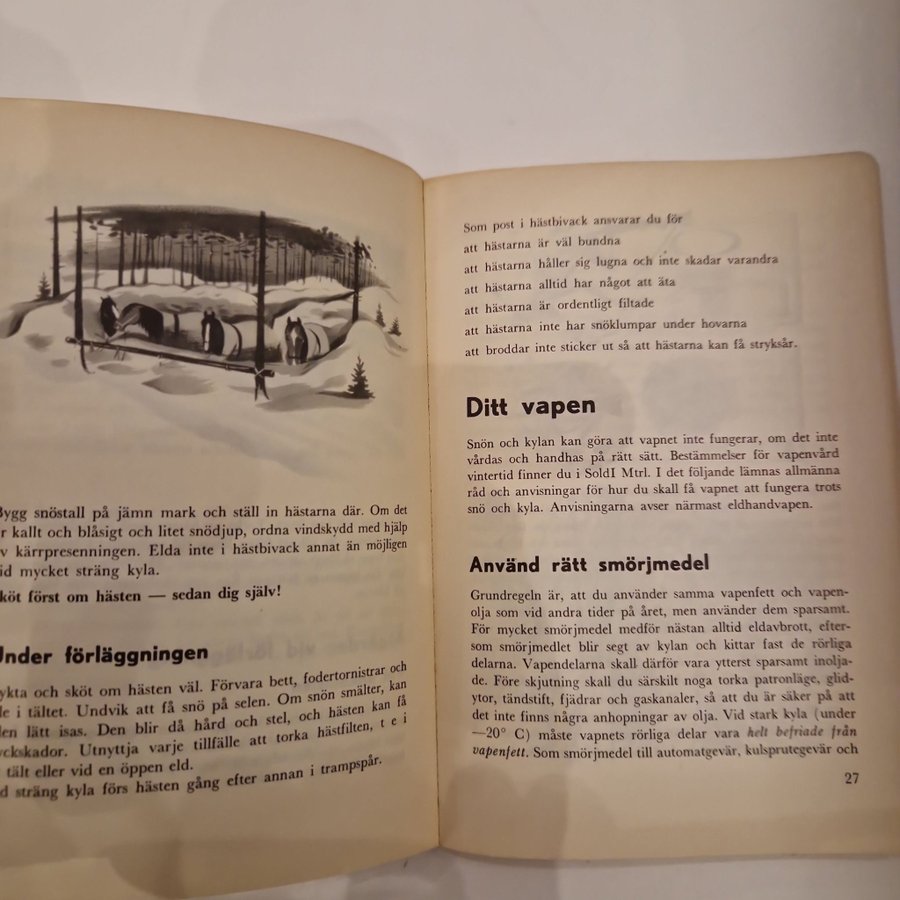 Bygg snöstall på jämn mark och ställ in hästarna där. Om det
r kallt och blåsigt och litet snödjup, ordna vindskydd med hjälp
v kärrpresenningen. Elda inte i hästbivack annat än möjligen
id mycket sträng kyla.
köt först om hästen — sedan dig själv!
Under förläggningen
ykta och sköt om hästen väl. Förvara bett, fodertornistrar och
le i tältet. Undvik att få snö på selen. Om snön smälter, kan
den lätt isas. Den blir då hård och stel, och hästen kan få
yckskador. Utnyttja varje tillfälle att torka hästfilten, t e i
tält eller vid en öppen eld.
d sträng kyla förs hästen gång efter annan i trampspår.
Som post i hästbivack ansvarar du för
att hästarna är väl bundna
att hästarna håller sig lugna och inte skadar varandra
att hästarna alltid har något att äta
att hästarna är ordentligt filtade
att hästarna inte har snöklumpar under hovarna
att broddar inte sticker ut så att hästarna kan få stryksår.
Ditt vapen
Snön och kylan kan göra att vapnet inte fungerar, om det inte
vårdas och handhas på rätt sätt. Bestämmelser för vapenvård
vintertid finner du i SoldI Mtrl. I det följande lämnas allmänna
råd och anvisningar för hur du skall få vapnet att fungera trots
snö och kyla. Anvisningarna avser närmast eldhandvapen.
Använd rätt smörjmedel
Grundregeln är, att du använder samma vapenfett och vapen-
olja som vid andra tider på året, men använder dem sparsamt.
För mycket smörjmedel medför nästan alltid eldavbrott, efter-
som smörjmedlet blir segt av kylan och kittar fast de rörliga
delarna. Vapendelarna skall därför vara ytterst sparsamt inolja-
de. Före skjutning skall du särskilt noga torka patronläge, glid-
ytor, tändstift, fjädrar och gaskanaler, så att du är säker på att
det inte finns några anhopningar av olja. Vid stark kyla (under
—20° C) måste vapnets rörliga delar vara helt befriade från
vapenfett. Som smörjmedel till automatgevär, kulsprutegevär och
27